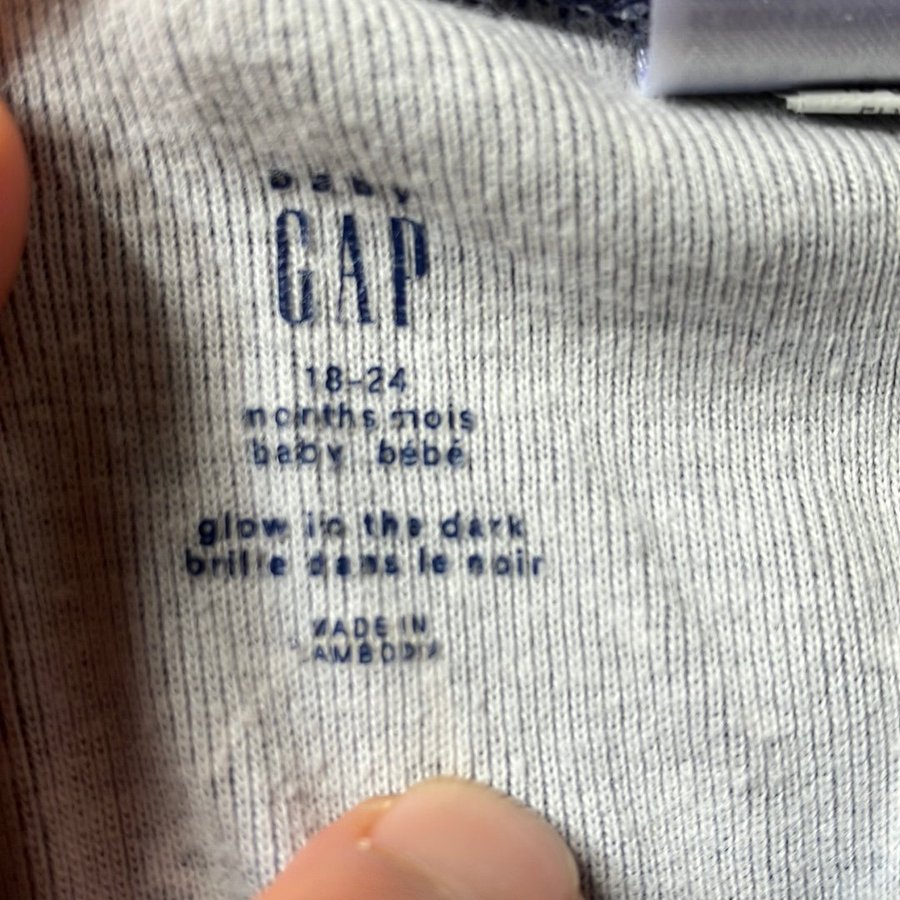 baby
GAP
18-24
months mois
baby bébé
glow in the dark
brille dans le noir
MADE IN
CAMBODIA